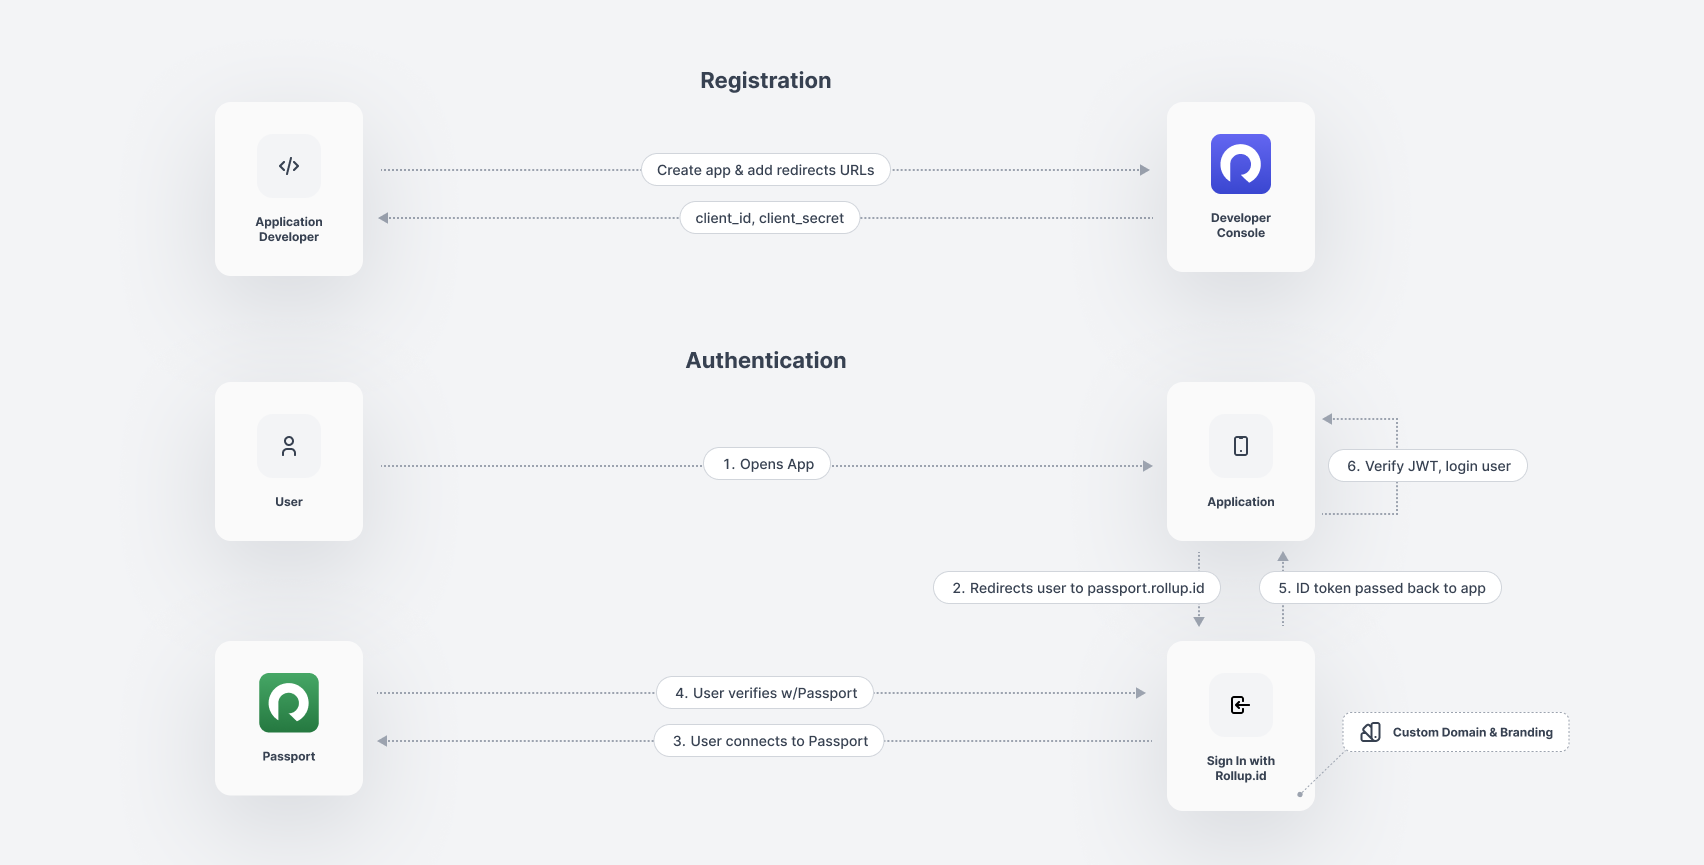 Registration
Application
Developer
Create app & add redirects URLs
client_id, client_secret
Developer
Console
Authentication
User
1. Opens App
Application
6. Verify JWT, login user
2. Redirects user to passport.rollup.id
5. ID token passed back to app
Passport
4. User verifies w/Passport
3. User connects to Passport
Sign In with
Rollup.id
Custom Domain & Branding